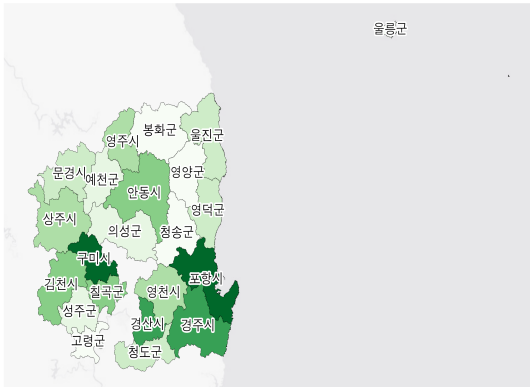 울릉군
봉화군
울진군
영주시
문경시
예천군
영양군
안동시
영덕군
상주시
의성군
청송군
구미시
포항시
김천시
칠곡군
영천시
성주군
경산시
경주시
고령군
청도군